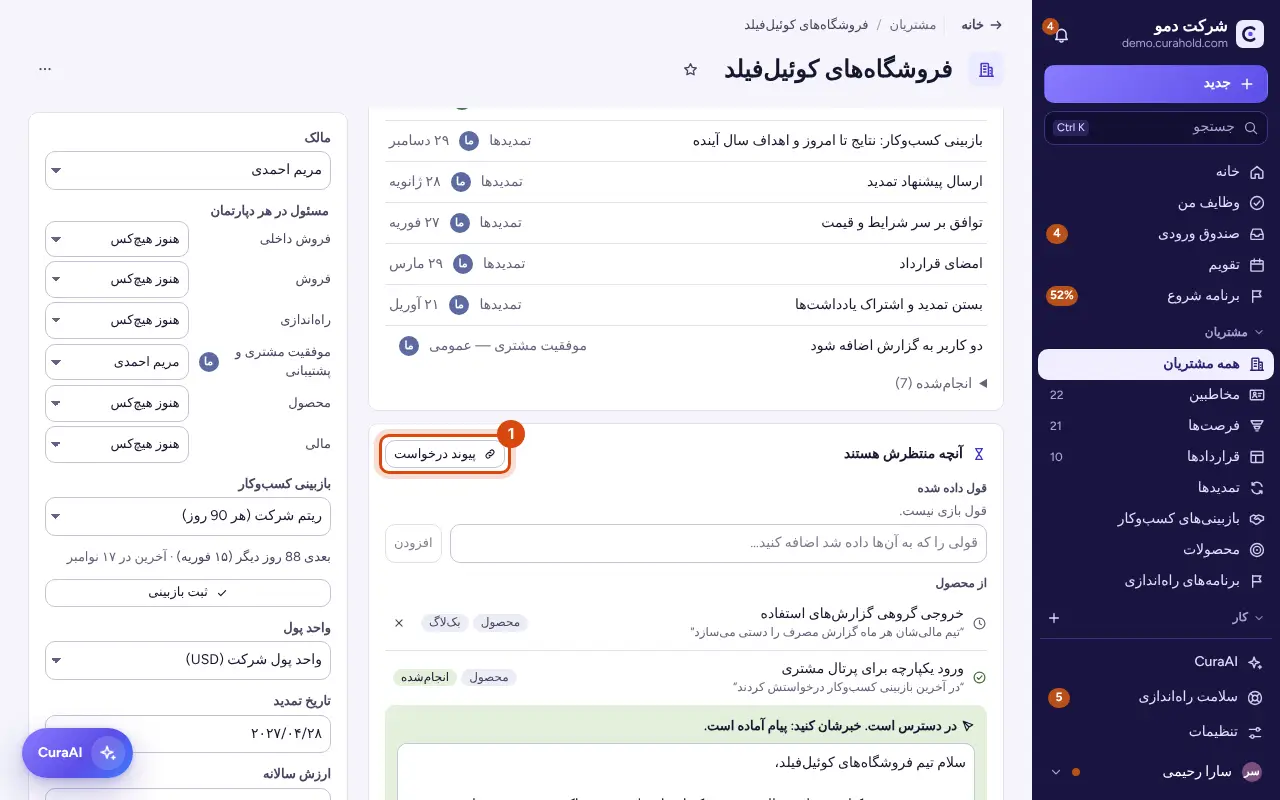 شرکت دمو
demo.curahold.com
4
جدید
جستجو
Ctrl K
خانه
وظایف من
صندوق ورودی
4
تقویم
برنامه شروع
52%
مشتریان
همه مشتریان
مخاطبین
22
فرصت‌ها
21
قراردادها
10
تمدیدها
بازبینی‌های کسب‌وکار
محصولات
برنامه‌های راه‌اندازی
کار
CuraAI
سلامت راه‌اندازی
5
تنظیمات
سر
سارا رحیمی
خانه
مشتریان / فروشگاه‌های کوئیل‌فیلد
فروشگاه‌های کوئیل‌فیلد
بازبینی کسب‌وکار: نتایج تا امروز و اهداف سال آینده تمدیدها ما ۲۹ دسامبر
ارسال پیشنهاد تمدید تمدیدها ما ۲۸ ژانویه
توافق بر سر شرایط و قیمت تمدیدها ما ۲۷ فوریه
امضای قرارداد تمدیدها ما ۲۹ مارس
بستن تمدید و اشتراک یادداشت‌ها تمدیدها ما ۲۱ آوریل
دو کاربر به گزارش اضافه شود موفقیت مشتری — عمومی ما
انجام‌شده (7)
آنچه منتظرش هستند
پیوند درخواست
1
قول داده شده
قول بازی نیست.
قولی را که به آن‌ها داده شد اضافه کنید...
افزودن
از محصول
خروجی گروهی گزارش‌های استفاده
"تیم مالی‌شان هر ماه گزارش مصرف را دستی می‌سازد"
محصول
بک‌لاگ
ورود یکپارچه برای پرتال مشتری
"در آخرین بازبینی کسب‌وکار درخواستش کردند"
محصول
انجام‌شده
در دسترس است. خبرشان کنید: پیام آماده است.
سلام تیم فروشگاه‌های کوئیل‌فیلد،
مالک
مریم احمدی
مسئول در هر دپارتمان
فروش داخلی
هنوز هیچ‌کس
فروش
هنوز هیچ‌کس
راه‌اندازی
هنوز هیچ‌کس
موفقیت مشتری و پشتیبانی
ما
مریم احمدی
محصول
هنوز هیچ‌کس
مالی
هنوز هیچ‌کس
بازبینی کسب‌وکار
ریتم شرکت (هر 90 روز)
بعدی 88 روز دیگر (۱۵ فوریه) · آخرین در ۱۷ نوامبر
ثبت بازبینی
واحد پول
واحد پول شرکت (USD)
تاریخ تمدید
۲۰۲۷/۰۴/۲۸
ارزش سالانه
CuraAI